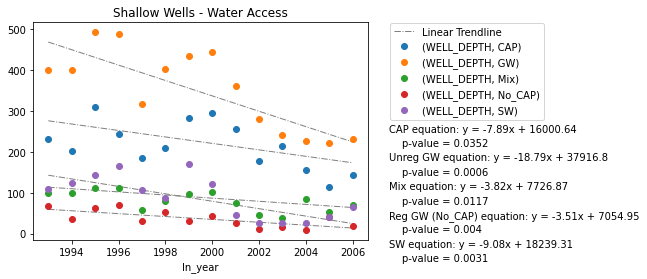 Shallow Wells - Water Access
500
400
300
200
100
0
1994
1996
1998
2000
2002
2004
2006
ln_year
Linear Trendline
(WELL_DEPTH, CAP)
(WELL_DEPTH, GW)
(WELL_DEPTH, Mix)
(WELL_DEPTH, No_CAP)
(WELL_DEPTH, SW)
CAP equation: y = -7.89x + 16000.64
p-value = 0.0352
Unreg GW equation: y = -18.79x + 37916.8
p-value = 0.0006
Mix equation: y = -3.82x + 7726.87
p-value = 0.0117
Reg GW (No_CAP) equation: y = -3.51x + 7054.95
p-value = 0.004
SW equation: y = -9.08x + 18239.31
p-value = 0.0031